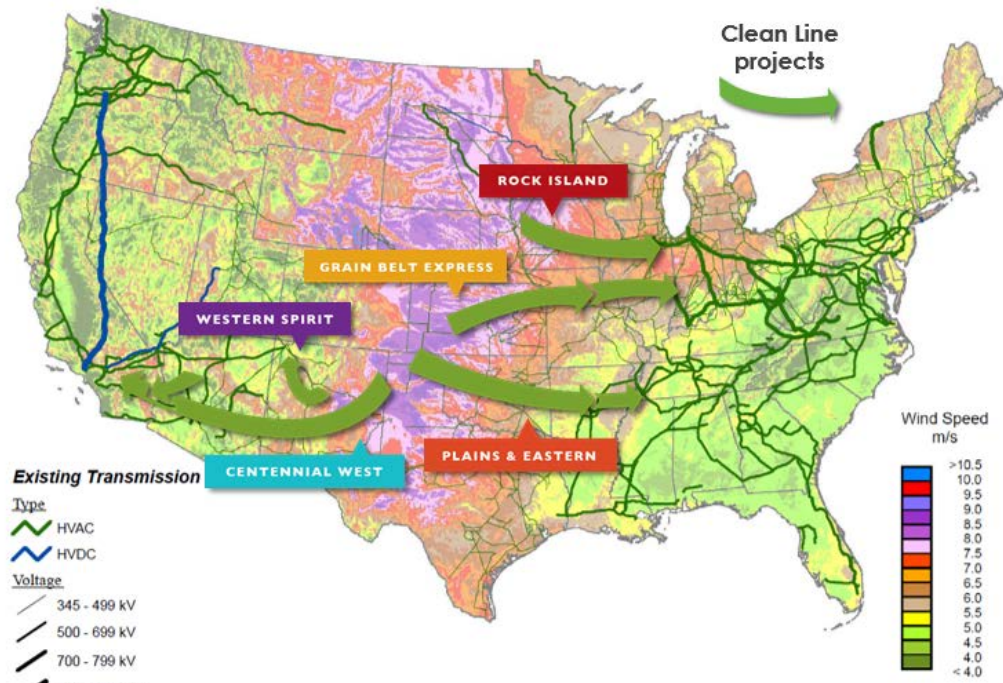 Clean Line
projects
ROCK ISLAND
GRAIN BELT EXPRESS
WESTERN SPIRIT
CENTENNIAL WEST
PLAINS & EASTERN
Existing Transmission
Type
HVAC
HVDC
Voltage
345 - 499 kV
500 - 699 kV
700 - 799 kV
Wind Speed
m/s
>10.5
10.0
9.5
9.0
8.5
8.0
7.5
7.0
6.5
6.0
5.5
5.0
4.5
4.0
< 4.0